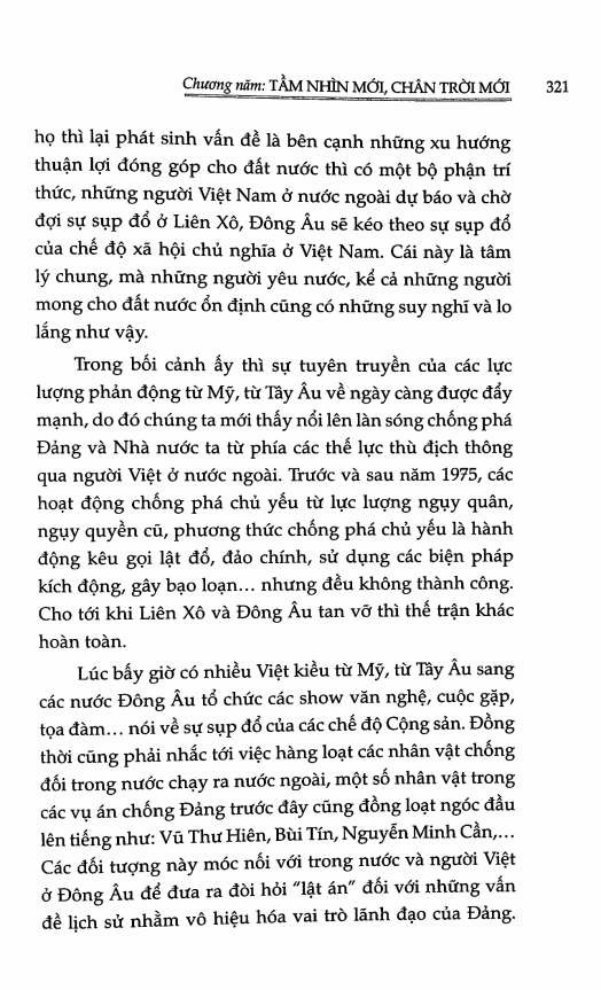 Chương năm: TẦM NHÌN MỚI, CHÂN TRỜI MỚI 321
họ thì lại phát sinh vấn đề là bên cạnh những xu hướng
thuận lợi đóng góp cho đất nước thì có một bộ phận trí
thức, những người Việt Nam ở nước ngoài dự báo và chờ
đợi sự sụp đổ ở Liên Xô, Đông Âu sẽ kéo theo sự sụp đổ
của chế độ xã hội chủ nghĩa ở Việt Nam. Cái này là tâm
lý chung, mà những người yêu nước, kể cả những người
mong cho đất nước ổn định cũng có những suy nghĩ và lo
lắng như vậy.
Trong bối cảnh ấy thì sự tuyên truyền của các lực
lượng phản động từ Mỹ, từ Tây Âu về ngày càng được đẩy
mạnh, do đó chúng ta mới thấy nổi lên làn sóng chống phá
Đảng và Nhà nước ta từ phía các thế lực thù địch thông
qua người Việt ở nước ngoài. Trước và sau năm 1975, các
hoạt động chống phá chủ yếu từ lực lượng ngụy quân,
ngụy quyền cũ, phương thức chống phá chủ yếu là hành
động kêu gọi lật đổ, đảo chính, sử dụng các biện pháp
kích động, gây bạo loạn... nhưng đều không thành công.
Cho tới khi Liên Xô và Đông Âu tan vỡ thì thế trận khác
hoàn toàn.
Lúc bấy giờ có nhiều Việt kiều từ Mỹ, từ Tây Âu sang
các nước Đông Âu tổ chức các show văn nghệ, cuộc gặp,
tọa đàm... nói về sự sụp đổ của các chế độ Cộng sản. Đồng
thời cũng phải nhắc tới việc hàng loạt các nhân vật chống
đối trong nước chạy ra nước ngoài, một số nhân vật trong
các vụ án chống Đảng trước đây cũng đồng loạt ngóc đầu
lên tiếng như: Vũ Thư Hiên, Bùi Tín, Nguyễn Minh Cần,...
Các đối tượng này móc nối với trong nước và người Việt
ở Đông Âu để đưa ra đòi hỏi "lật án" đối với những vấn
đề lịch sử nhằm vô hiệu hóa vai trò lãnh đạo của Đảng.